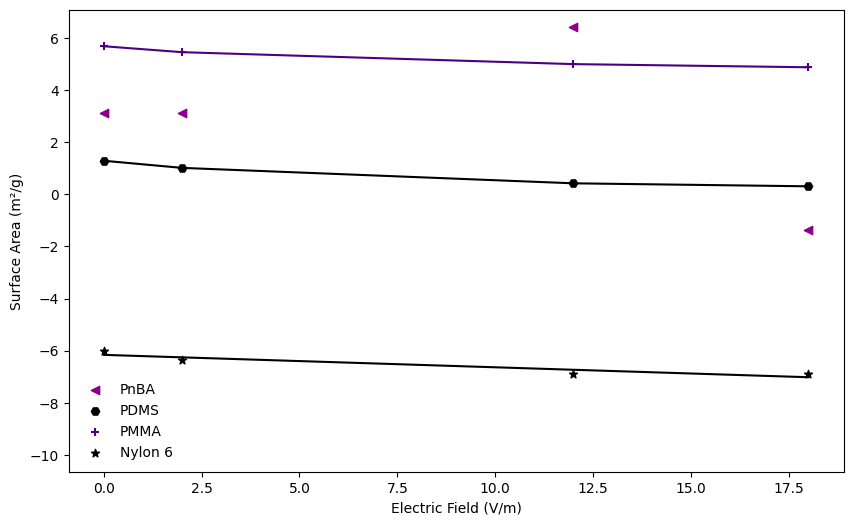 6
4
2
0
−2
−4
−6
−8
−10
Surface Area (m²/g)
PnBA
PDMS
PMMA
Nylon 6
0.0 2.5 5.0 7.5 10.0 12.5 15.0 17.5
Electric Field (V/m)